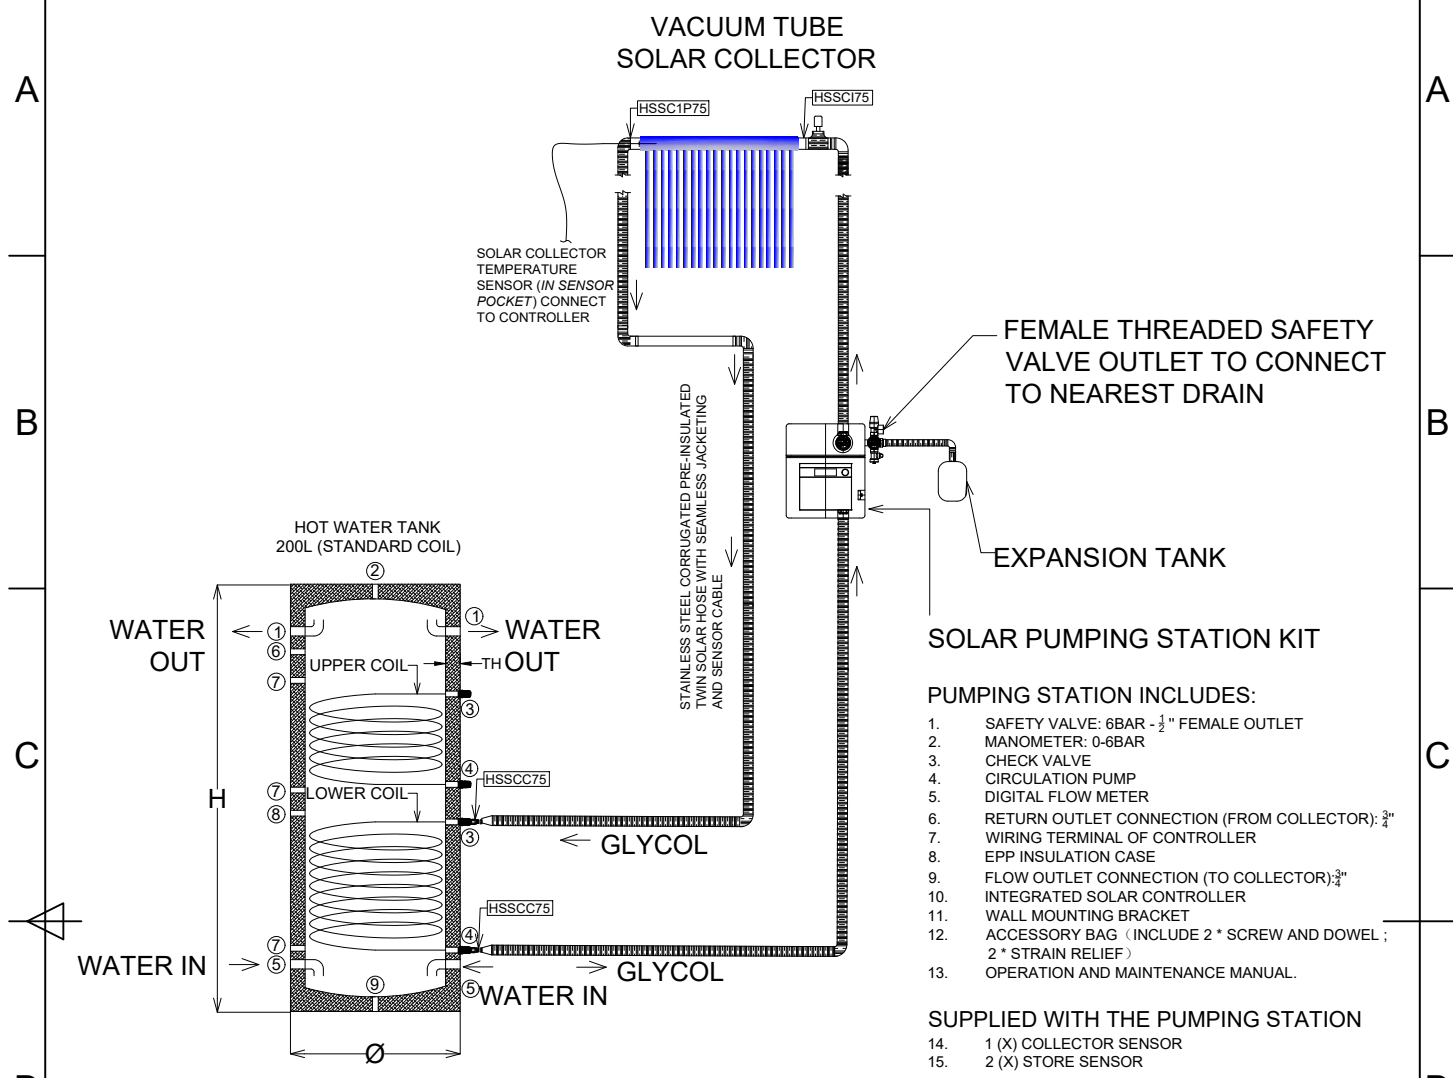 VACUUM TUBE
SOLAR COLLECTOR
A
A
HSSC1P75
HSSCI75
SOLAR COLLECTOR
TEMPERATURE
SENSOR (IN SENSOR
POCKET) CONNECT
TO CONTROLLER
FEMALE THREADED SAFETY
VALVE OUTLET TO CONNECT
TO NEAREST DRAIN
B
B
STAINLESS STEEL CORRUGATED PRE-INSULATED
TWIN SOLAR HOSE WITH SEAMLESS JACKETING
AND SENSOR CABLE
EXPANSION TANK
HOT WATER TANK
200L (STANDARD COIL)
2
WATER
OUT
1
1
WATER
OUT
6
TH
UPPER COIL
7
3
4
HSSCC75
C
C
H
7
LOWER COIL
8
3
GLYCOL
HSSCC75
7
4
WATER IN
5
GLYCOL
9
5
WATER IN
Ø
SOLAR PUMPING STATION KIT
PUMPING STATION INCLUDES:
1. SAFETY VALVE: 6BAR - ½" FEMALE OUTLET
2. MANOMETER: 0-6BAR
3. CHECK VALVE
4. CIRCULATION PUMP
5. DIGITAL FLOW METER
6. RETURN OUTLET CONNECTION (FROM COLLECTOR): ¾"
7. WIRING TERMINAL OF CONTROLLER
8. EPP INSULATION CASE
9. FLOW OUTLET CONNECTION (TO COLLECTOR):¾"
10. INTEGRATED SOLAR CONTROLLER
11. WALL MOUNTING BRACKET
12. ACCESSORY BAG（INCLUDE 2 * SCREW AND DOWEL ;
2 * STRAIN RELIEF）
13. OPERATION AND MAINTENANCE MANUAL.
SUPPLIED WITH THE PUMPING STATION
14. 1 (X) COLLECTOR SENSOR
15. 2 (X) STORE SENSOR